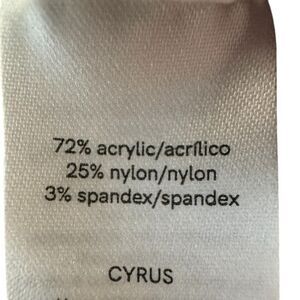 72% acrylic/acrílico
25% nylon/nylon
3% spandex/spandex
CYRUS